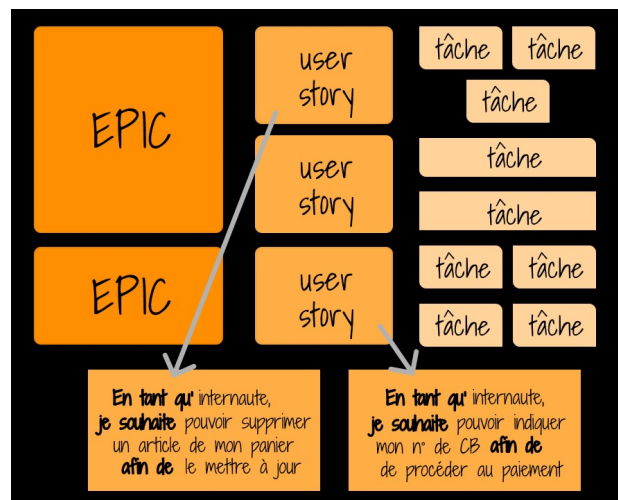 EPIC
user
story
tâche tâche
tâche
user
story
tâche
tâche
EPIC
user
story
tâche tâche
tâche tâche
En tant qu' internaute,
je souhaite pouvoir supprimer
un article de mon panier
afin de le mettre à jour
En tant qu' internaute,
je souhaite pouvoir indiquer
mon n° de CB afin de
de procéder au paiement